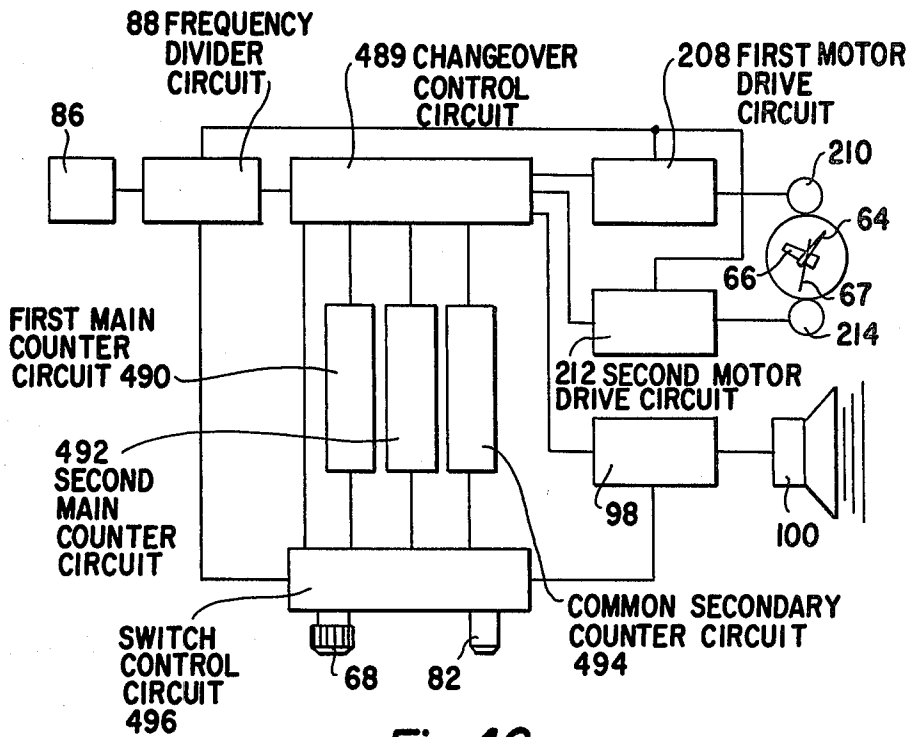 88 FREQUENCY
DIVIDER
CIRCUIT
489 CHANGEOVER
CONTROL
CIRCUIT
208 FIRST MOTOR
DRIVE
CIRCUIT
86
210
64
66
67
214
FIRST MAIN
COUNTER
CIRCUIT 490
212 SECOND MOTOR
DRIVE CIRCUIT
492
SECOND
MAIN
COUNTER
CIRCUIT
98
100
SWITCH
CONTROL
CIRCUIT
496
68
82
COMMON SECONDARY
COUNTER CIRCUIT
494